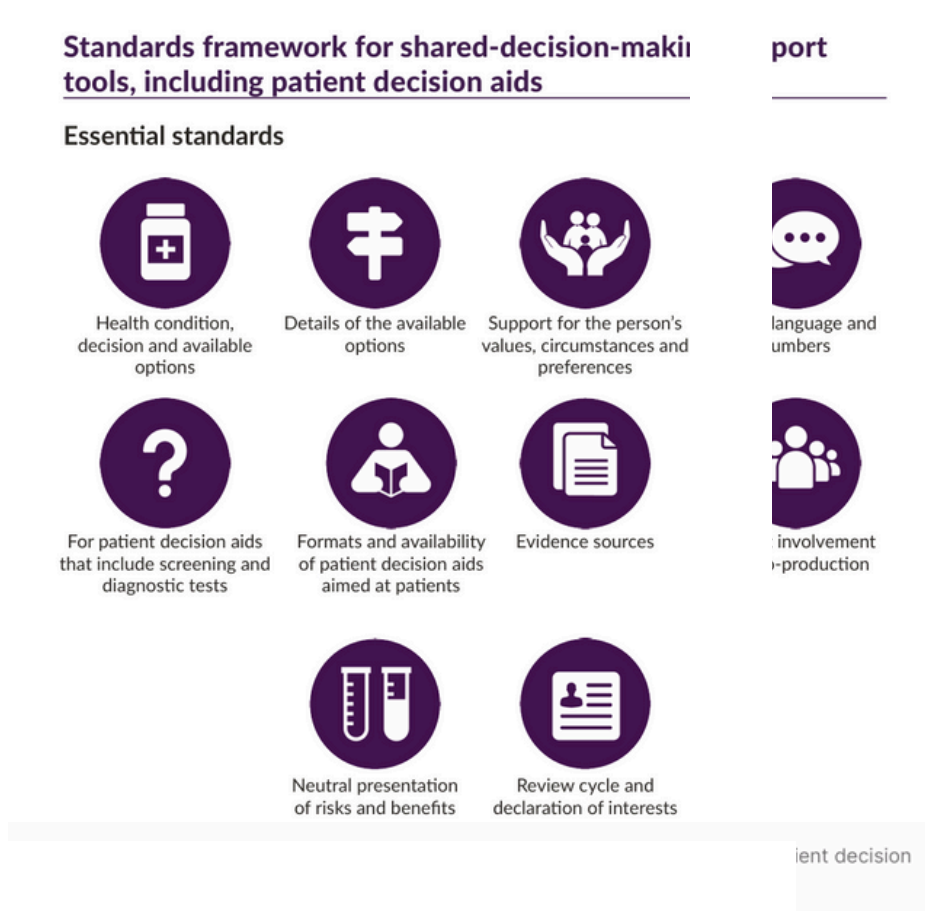 Standards framework for shared-decision-makin port
tools, including patient decision aids
Essential standards
Health condition,
decision and available
options
Details of the available
options
Support for the person's
values, circumstances and
preferences
language and
umbers
For patient decision aids
that include screening and
diagnostic tests
Formats and availability
of patient decision aids
aimed at patients
Evidence sources
involvement
o-production
Neutral presentation
of risks and benefits
Review cycle and
declaration of interests
ient decision